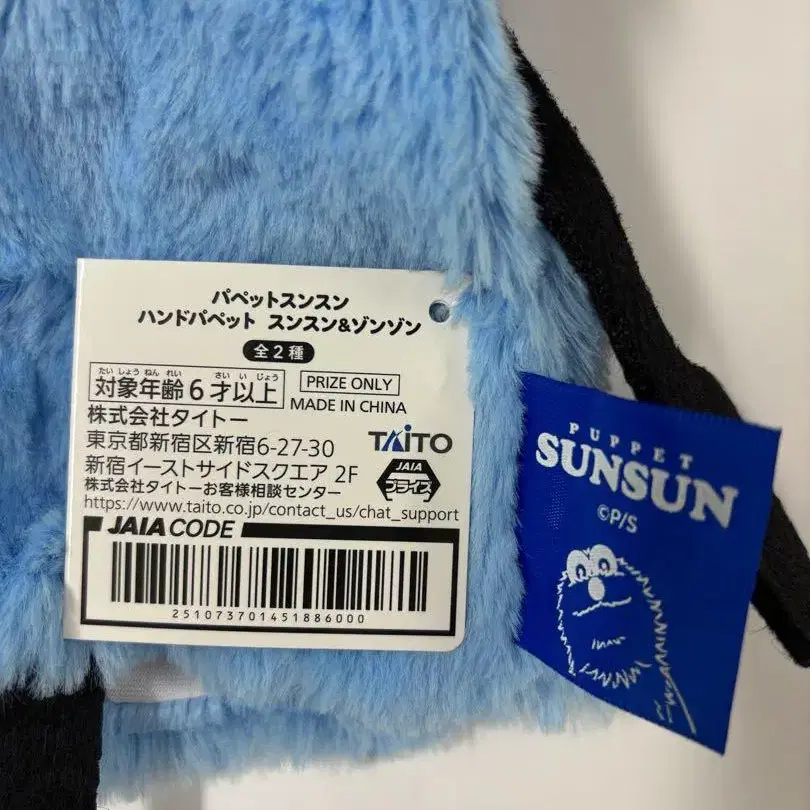 パペットスンスン
ハンドパペット スンスン&ゾンゾン
全2種
たいしょうねんれい さいいじょう
対象年齢6才以上
PRIZE ONLY
MADE IN CHINA
株式会社タイトー
東京都新宿区新宿6-27-30
新宿イーストサイドスクエア 2F
株式会社タイトーお客様相談センター
https://www.taito.co.jp/contact_us/chat_support
TAITO
JAIA
プライズ
JAIA CODE
251073701451886000
PUPPET
SUNSUN
©P/S